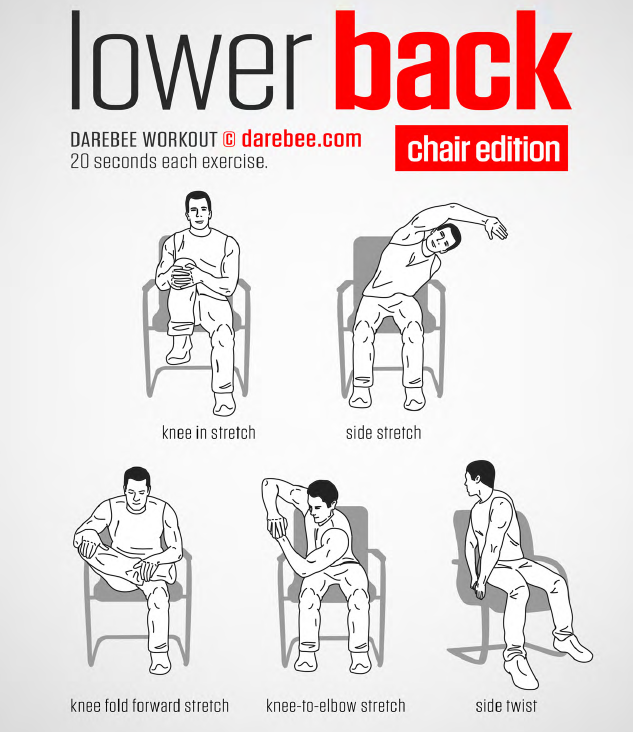 lower back
DAREBEE WORKOUT © darebee.com
20 seconds each exercise.
chair edition
knee in stretch
side stretch
knee fold forward stretch
knee-to-elbow stretch
side twist